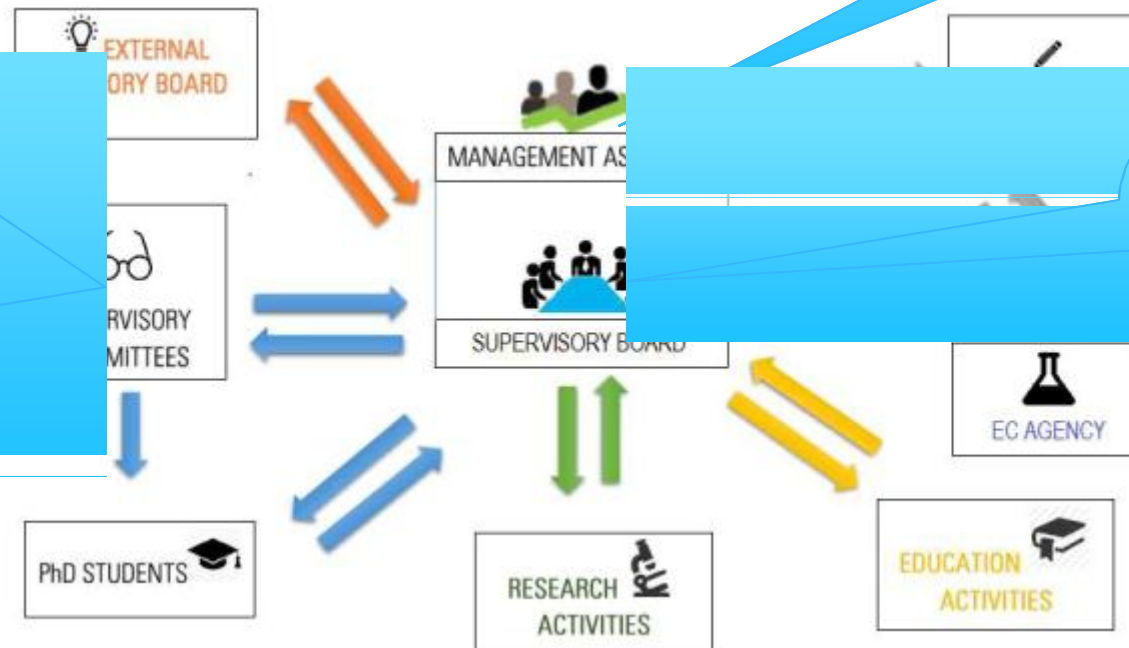 EXTERNAL
ORY BOARD
MANAGEMENT AS
RVISORY
MITTEES
SUPERVISORY BOARD
EC AGENCY
PhD STUDENTS
RESEARCH
ACTIVITIES
EDUCATION
ACTIVITIES